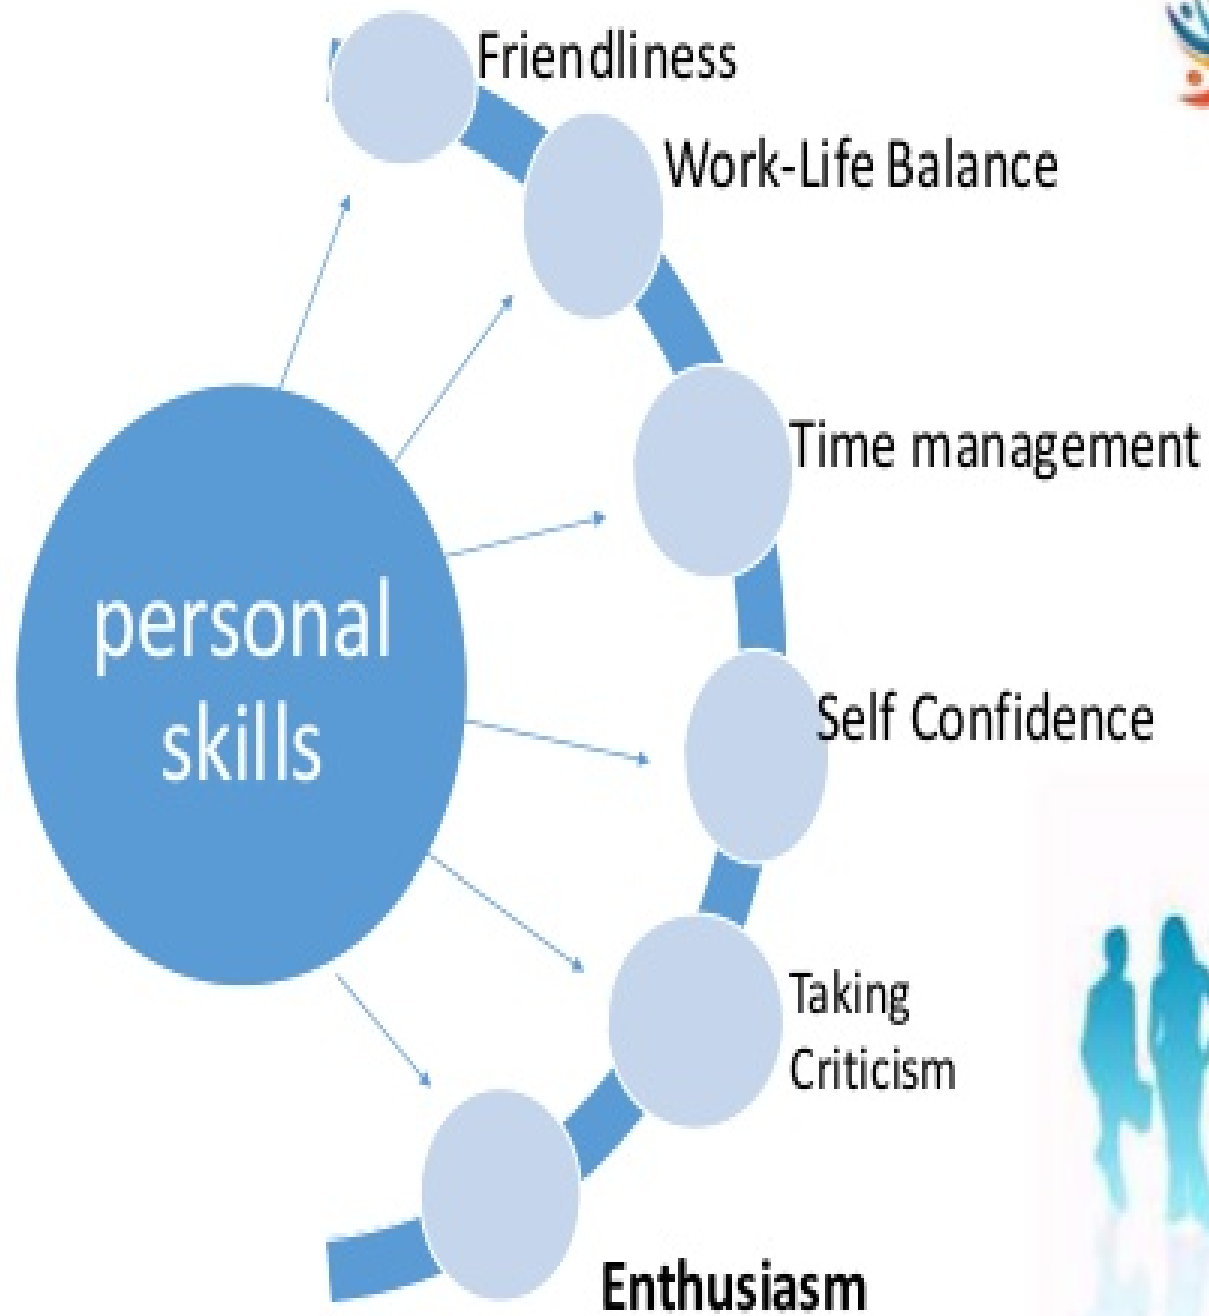 Friendliness
Work-Life Balance
Time management
personal
skills
Self Confidence
Taking
Criticism
Enthusiasm